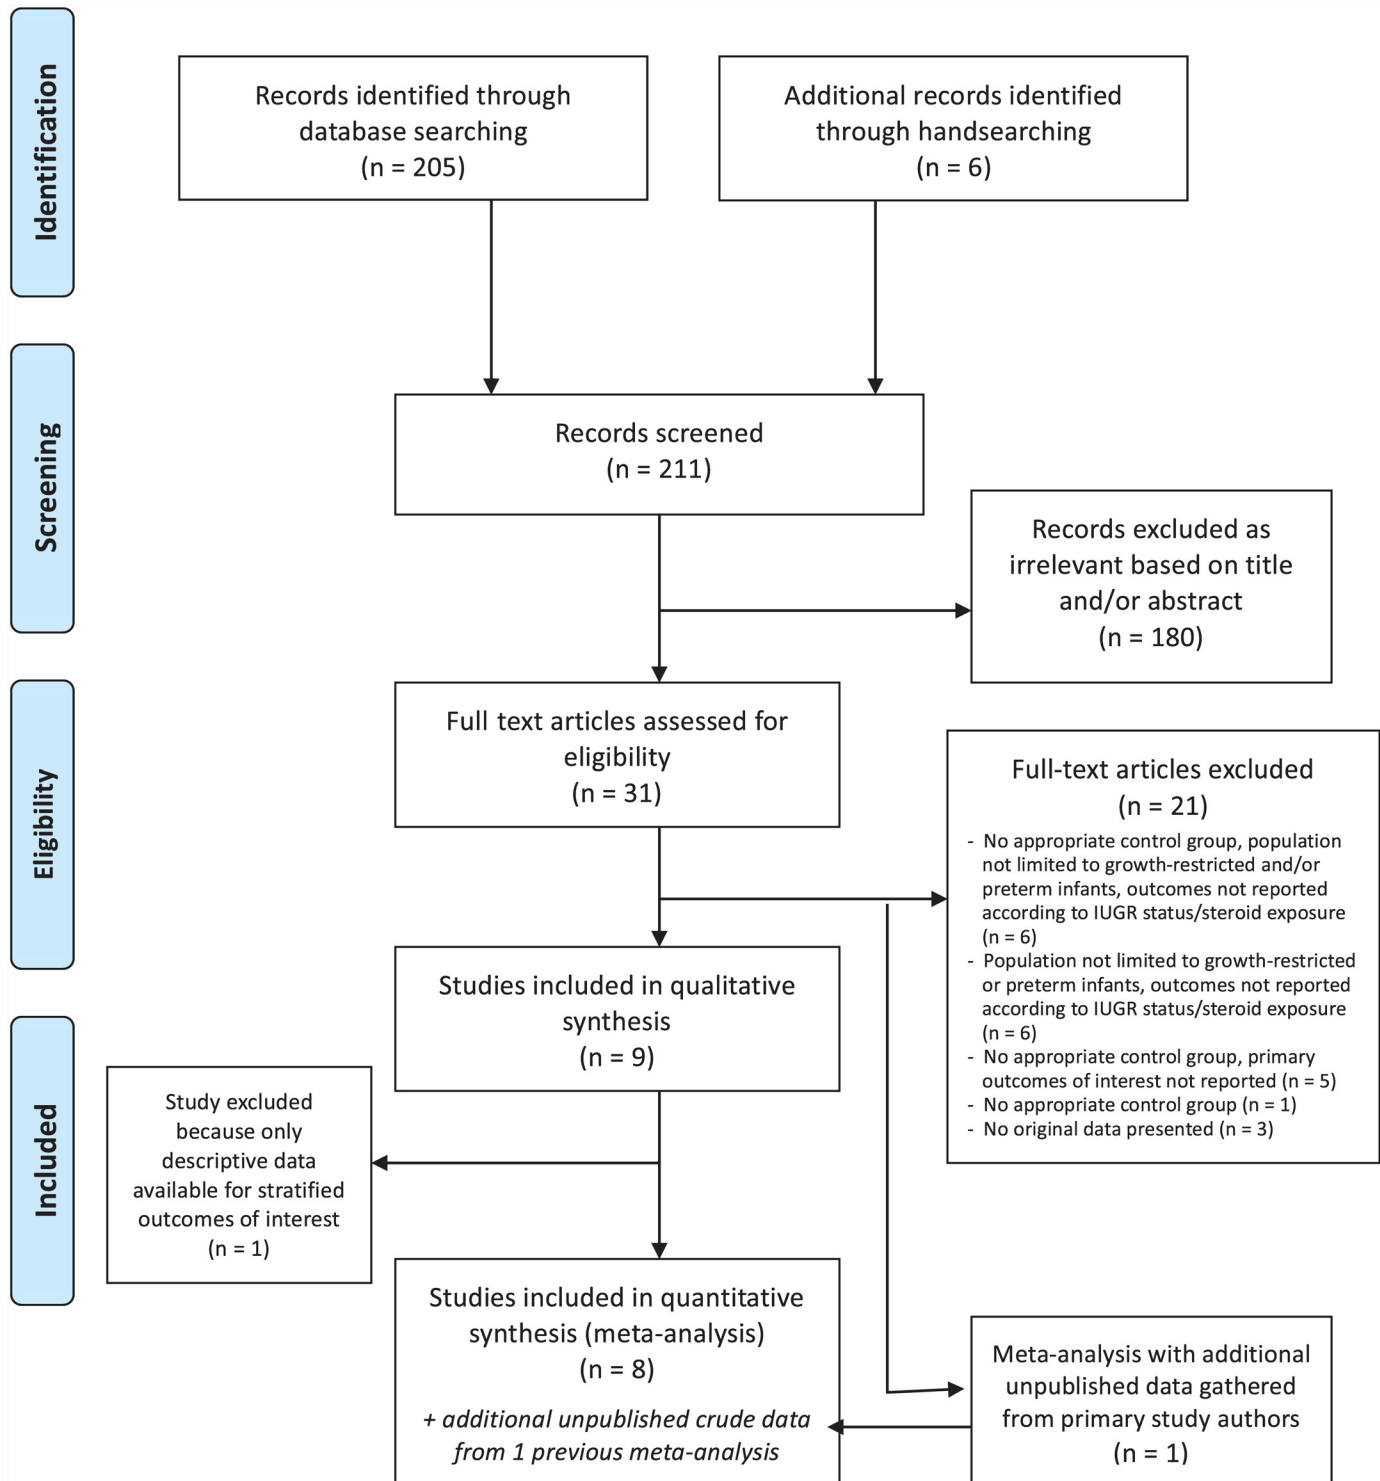 Identification
Records identified through
database searching
(n = 205)
Additional records identified
through handsearching
(n = 6)
Screening
Records screened
(n = 211)
Records excluded as
irrelevant based on title
and/or abstract
(n = 180)
Eligibility
Full text articles assessed for
eligibility
(n = 31)
Full-text articles excluded
(n = 21)
- No appropriate control group, population
not limited to growth-restricted and/or
preterm infants, outcomes not reported
according to IUGR status/steroid exposure
(n = 6)
- Population not limited to growth-restricted
or preterm infants, outcomes not reported
according to IUGR status/steroid exposure
(n = 6)
- No appropriate control group, primary
outcomes of interest not reported (n = 5)
- No appropriate control group (n = 1)
- No original data presented (n = 3)
Studies included in qualitative
synthesis
(n = 9)
Included
Study excluded
because only
descriptive data
available for stratified
outcomes of interest
(n = 1)
Studies included in quantitative
synthesis (meta-analysis)
(n = 8)
+ additional unpublished crude data
from 1 previous meta-analysis
Meta-analysis with additional
unpublished data gathered
from primary study authors
(n = 1)